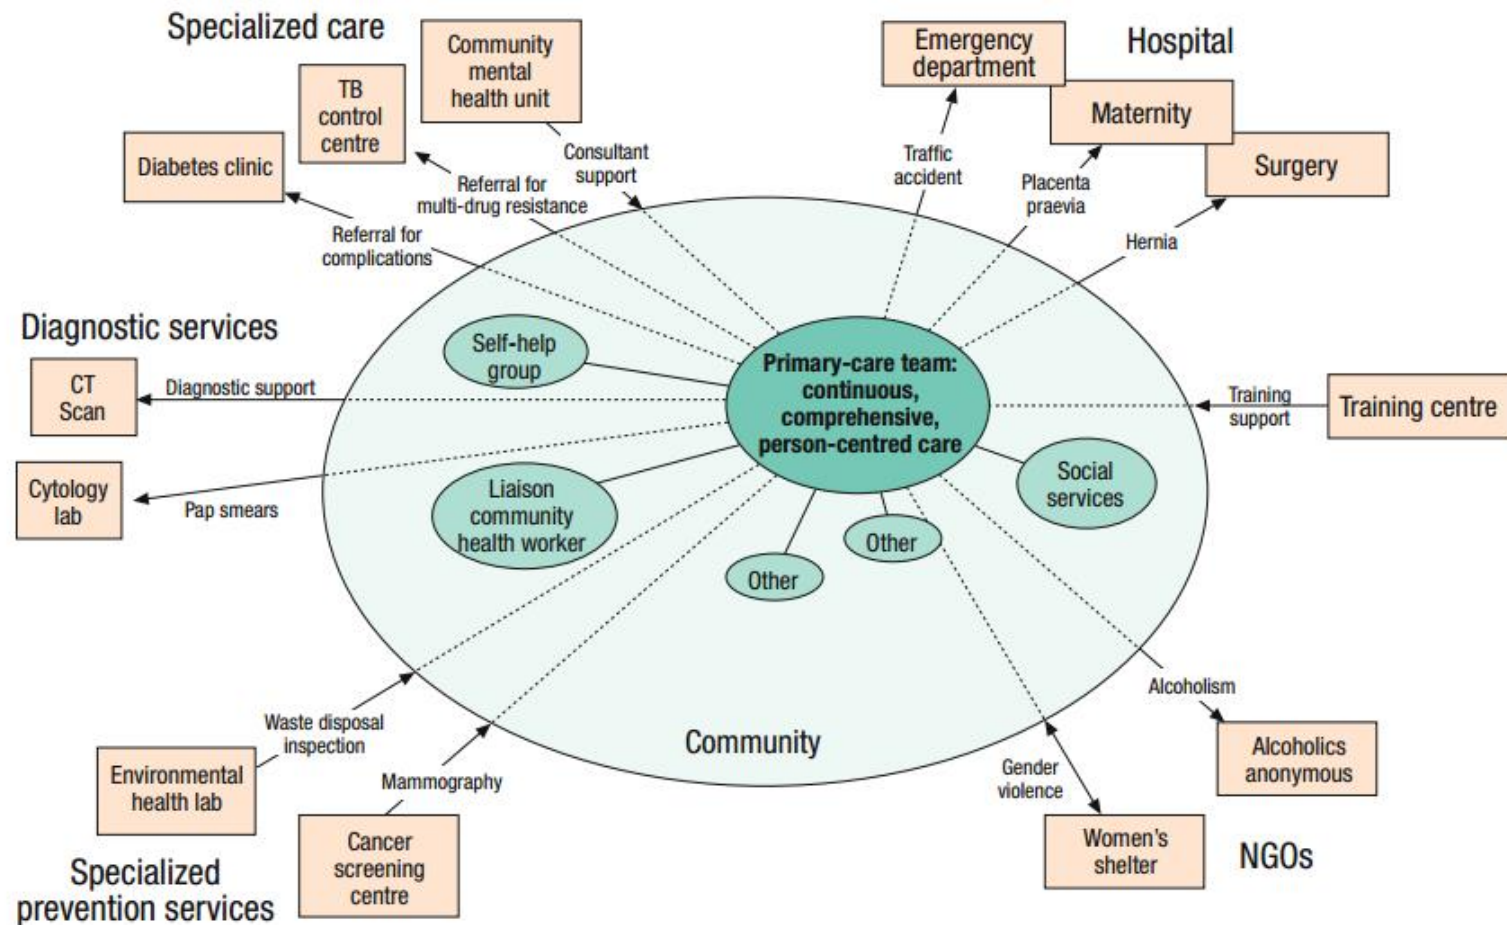 Specialized care
Community
mental
health unit
TB
control
centre
Diabetes clinic
Consultant
support
Referral for
multi-drug resistance
Referral for
complications
Emergency
department
Hospital
Maternity
Surgery
Traffic
accident
Placenta
praevia
Hernia
Diagnostic services
CT
Scan
Diagnostic support
Cytology
lab
Pap smears
Self-help
group
Primary-care team:
continuous,
comprehensive,
person-centred care
Training
support
Training centre
Liaison
community
health worker
Social
services
Other
Other
Community
Waste disposal
inspection
Environmental
health lab
Mammography
Cancer
screening
centre
Specialized
prevention services
Alcoholism
Alcoholics
anonymous
Gender
violence
Women's
shelter
NGOs